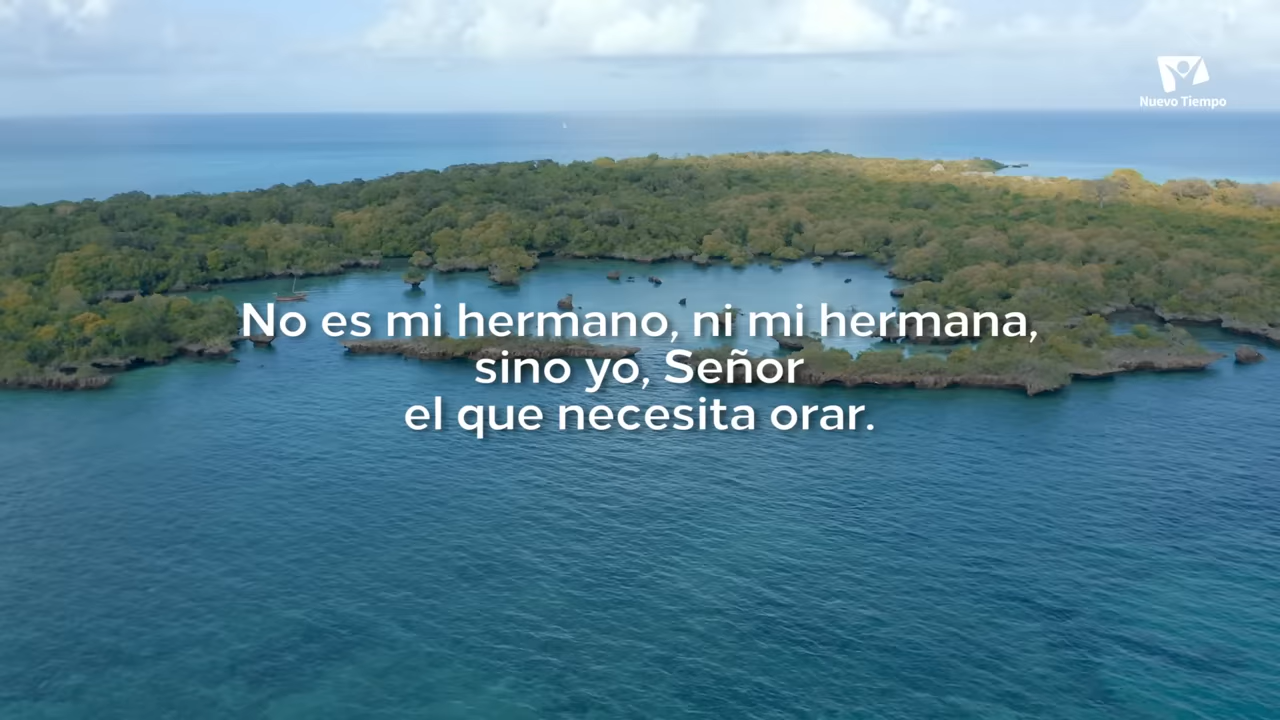 Nuevo Tiempo
No es mi hermano, ni mi hermana,
sino yo, Señor
el que necesita orar.